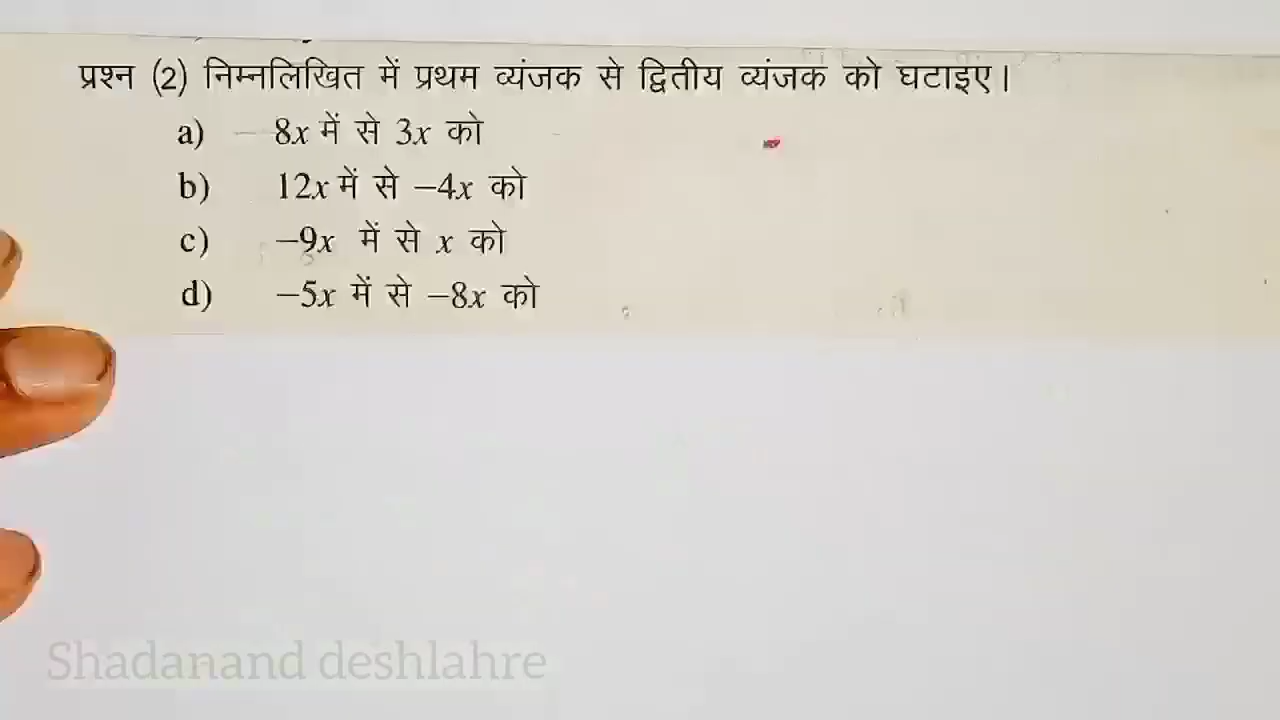 प्रश्न (2) निम्नलिखित में प्रथम व्यंजक से द्वितीय व्यंजक को घटाइए।
a) 8x में से 3x को
b) 12x में से –4x को
c) –9x में से x को
d) –5x में से –8x को
Shadanand deshlahre